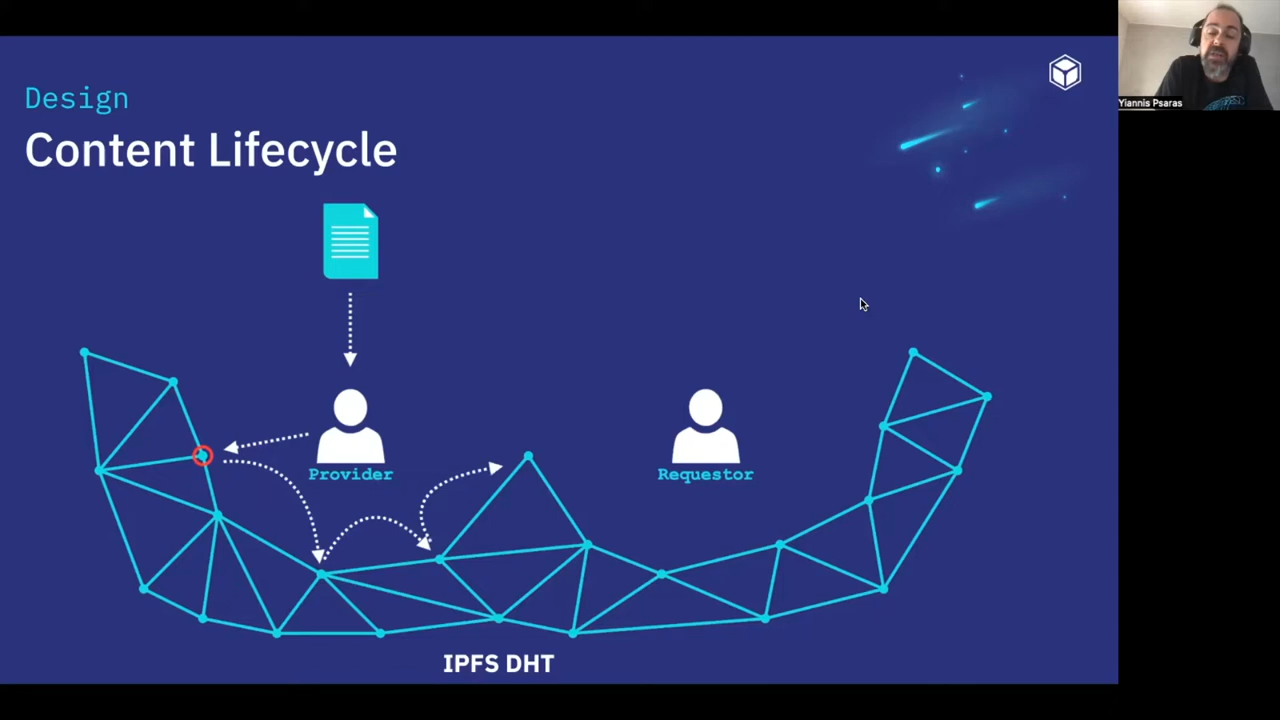 Design
Content Lifecycle
Yiannis Psaras
Provider
Requestor
IPFS DHT